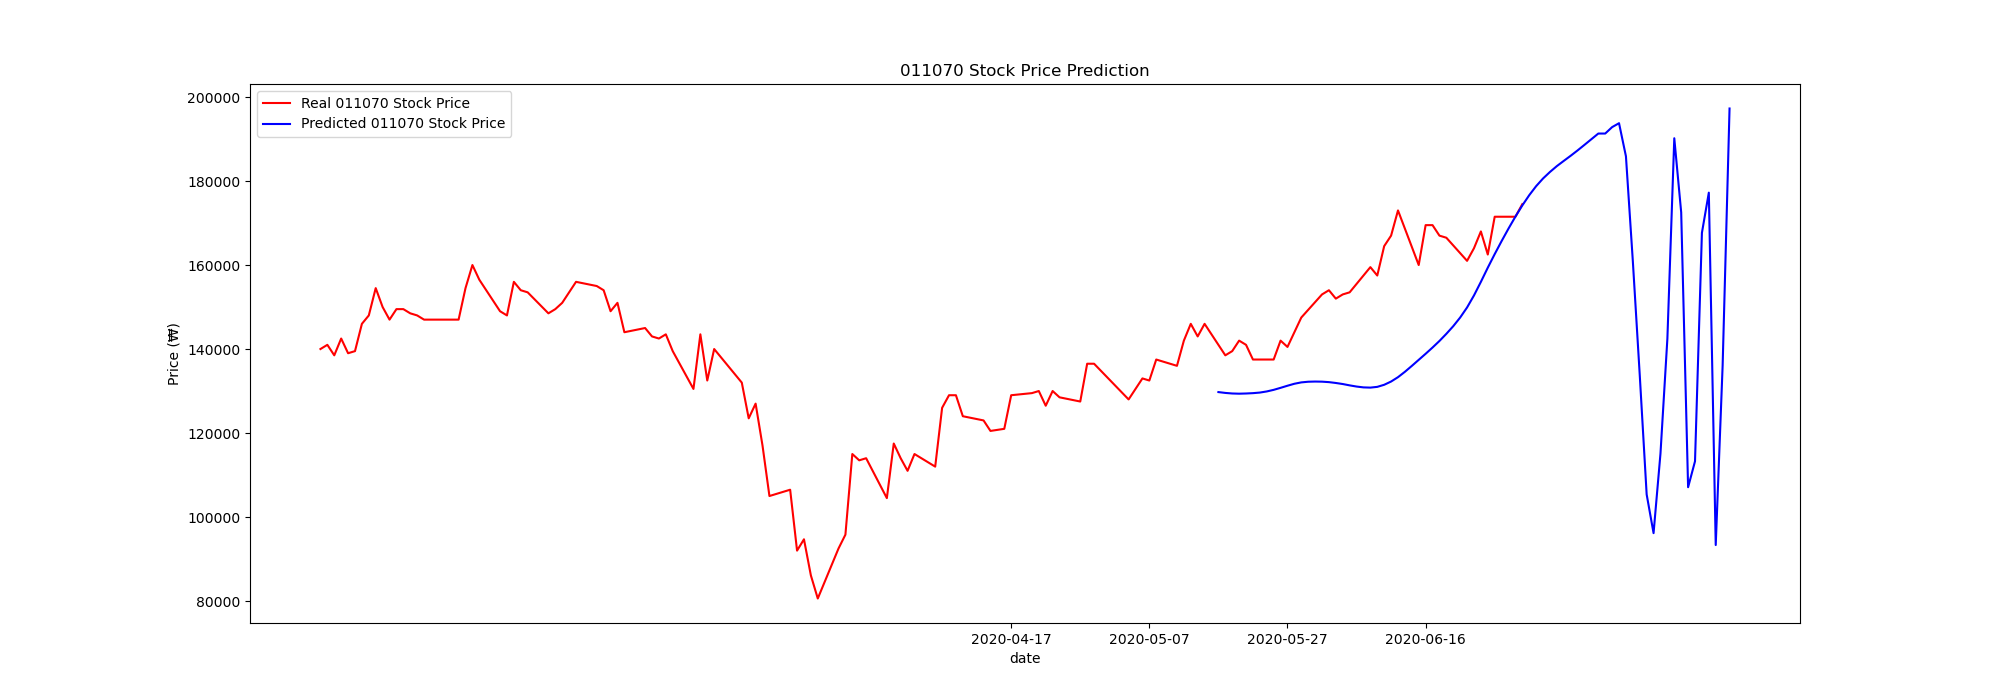 011070 Stock Price Prediction
Real 011070 Stock Price
Predicted 011070 Stock Price
200000
180000
160000
140000
120000
100000
80000
Price (₩)
2020-04-17
2020-05-07
2020-05-27
2020-06-16
date